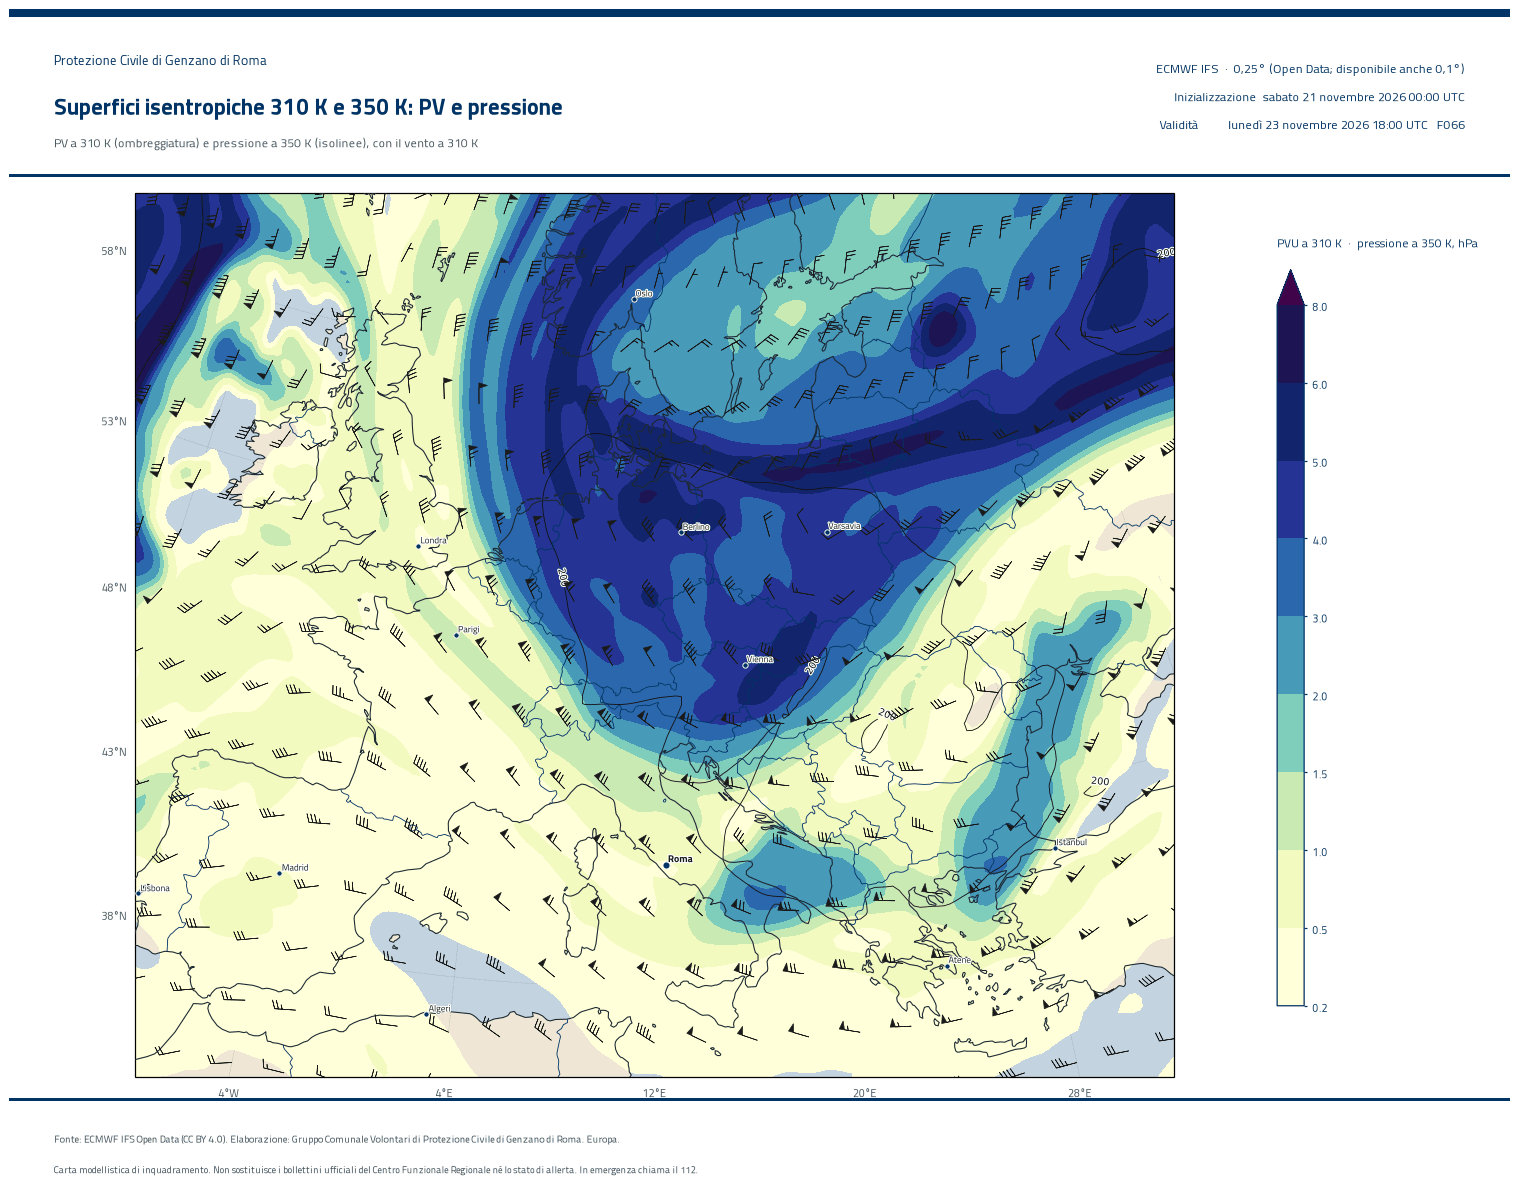 Protezione Civile di Genzano di Roma
Superfici isentropiche 310 K e 350 K: PV e pressione
PV a 310 K (ombreggiatura) e pressione a 350 K (isolinee), con il vento a 310 K
ECMWF IFS · 0,25° (Open Data; disponibile anche 0,1°)
Inizializzazione sabato 21 novembre 2026 00:00 UTC
Validità lunedì 23 novembre 2026 18:00 UTC F066
PVU a 310 K · pressione a 350 K, hPa
8.0
6.0
5.0
4.0
3.0
2.0
1.5
1.0
0.5
0.2
58°N
53°N
48°N
43°N
38°N
4°W
4°E
12°E
20°E
28°E
200
Oslo
Berlino
Varsavia
Londra
200
Parigi
Vienna
200
200
200
Istanbul
Roma
Madrid
Lisbona
Atene
Algeri
Fonte: ECMWF IFS Open Data (CC BY 4.0). Elaborazione: Gruppo Comunale Volontari di Protezione Civile di Genzano di Roma. Europa.
Carta modellistica di inquadramento. Non sostituisce i bollettini ufficiali del Centro Funzionale Regionale né lo stato di allerta. In emergenza chiama il 112.